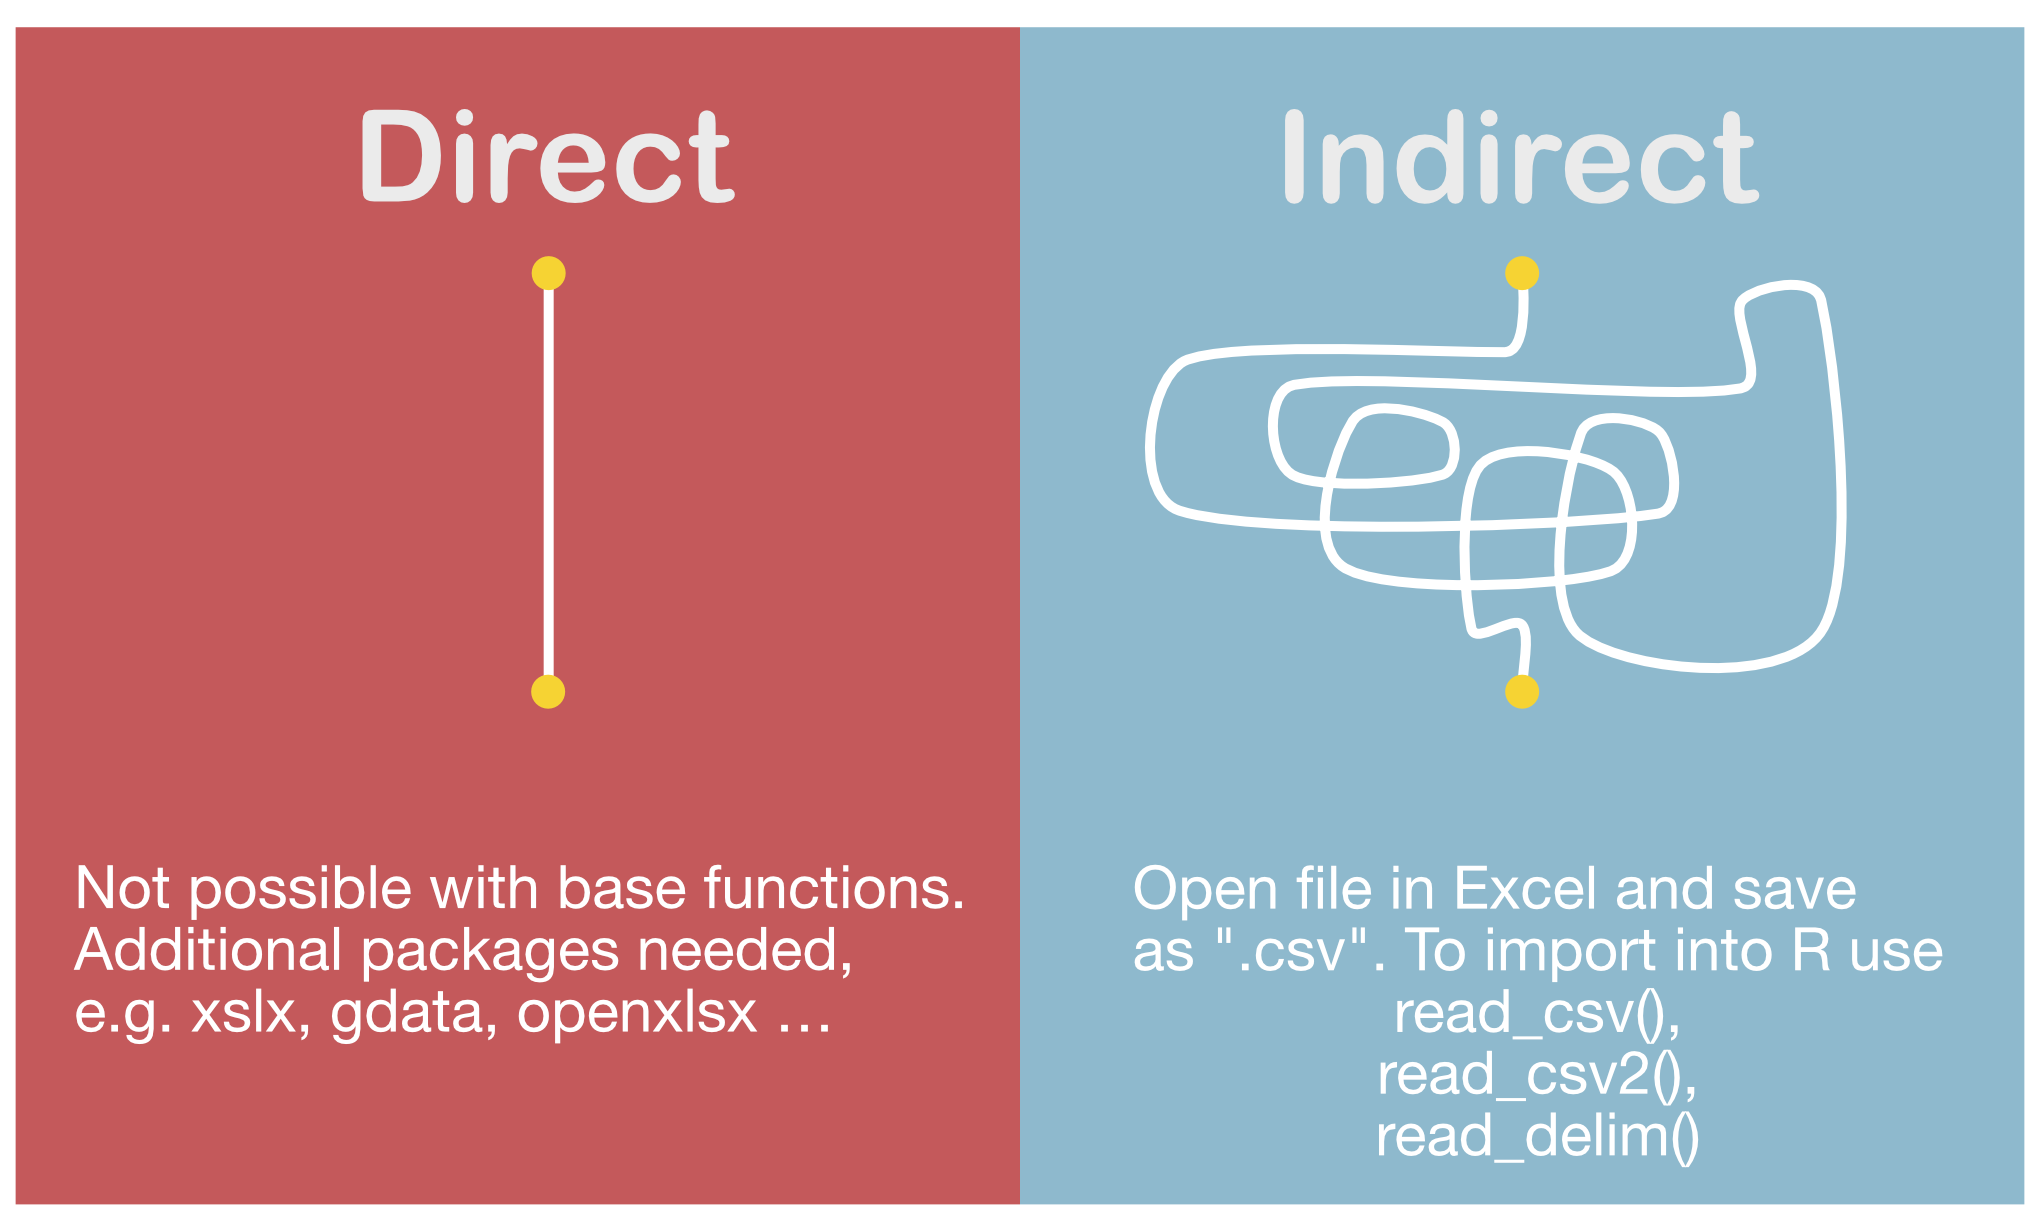 Direct
Not possible with base functions.
Additional packages needed,
e.g. xslx, gdata, openxlsx ...
Indirect
Open file in Excel and save
as ".csv". To import into R use
read_csv(),
read_csv2(),
read_delim()